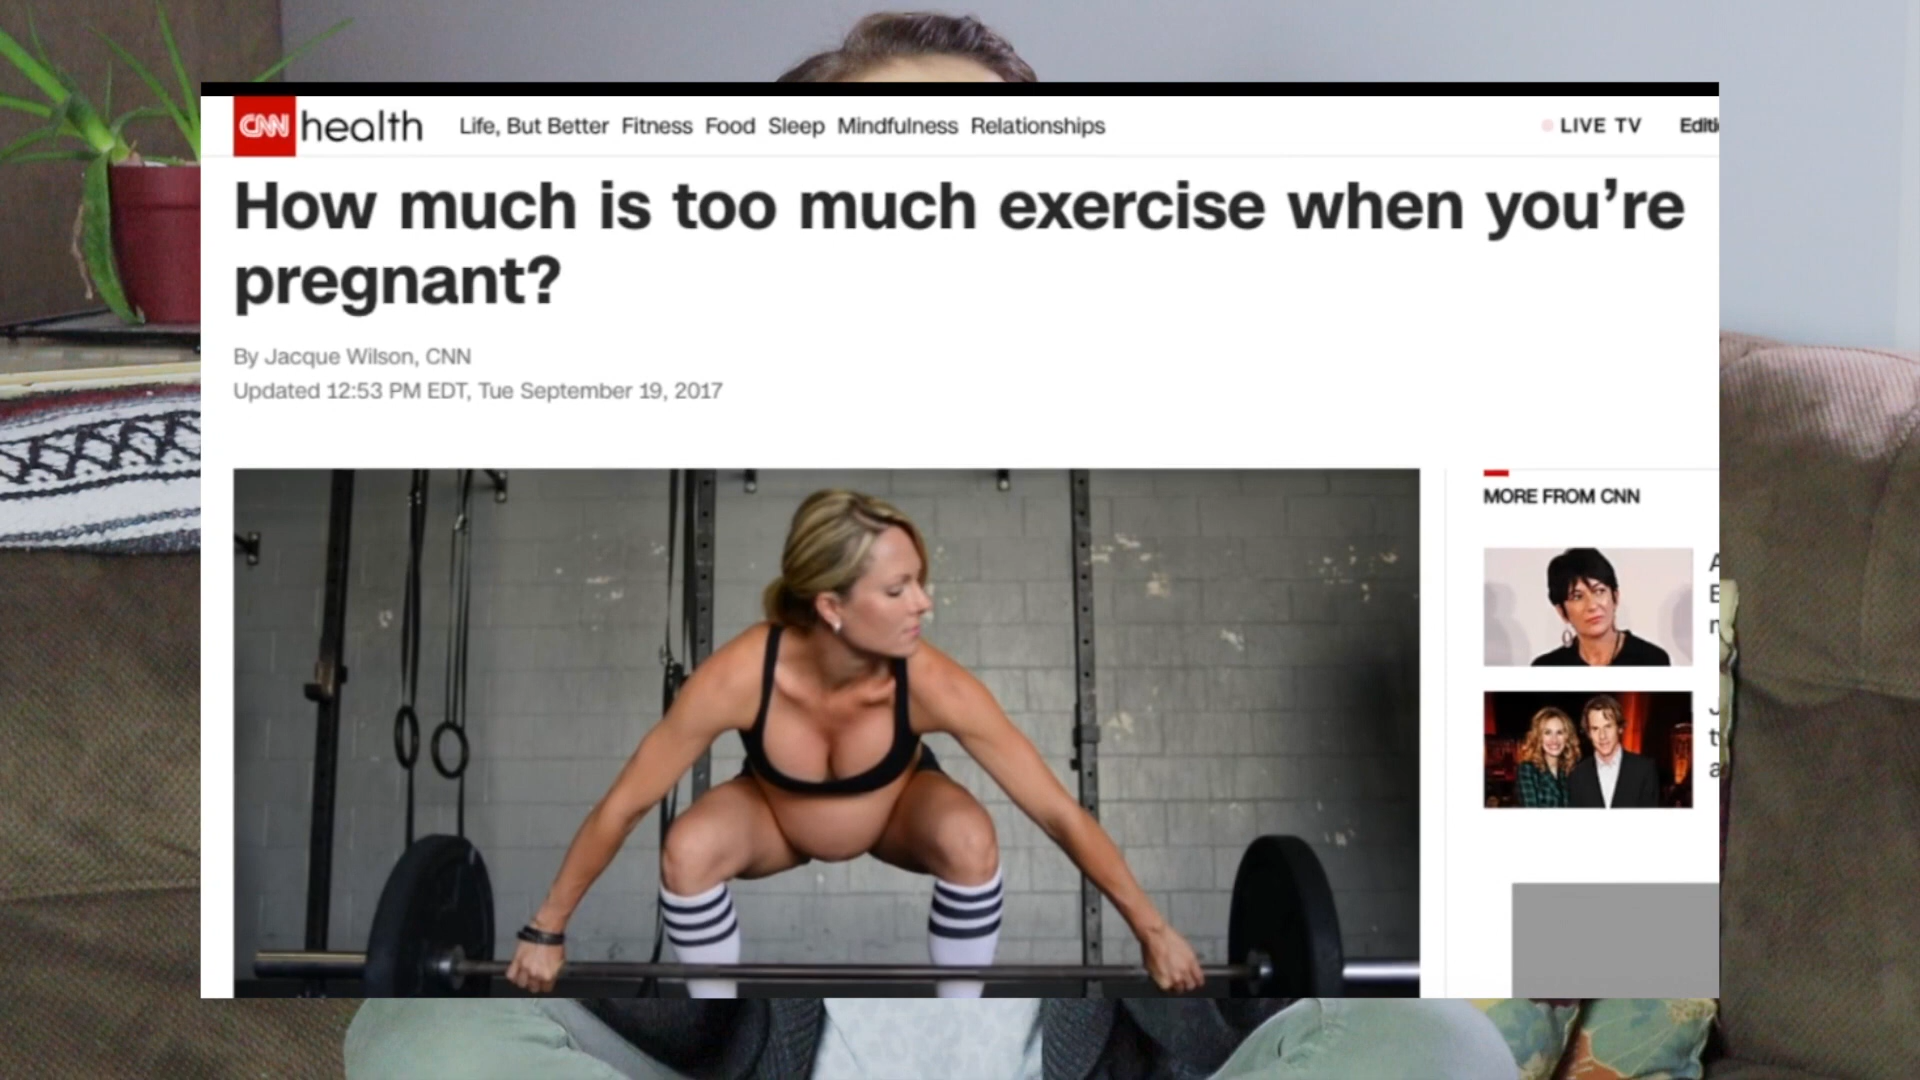 CNN health Life, But Better Fitness Food Sleep Mindfulness Relationships LIVE TV
How much is too much exercise when you’re
pregnant?
By Jacque Wilson, CNN
Updated 12:53 PM EDT, Tue September 19, 2017
MORE FROM CNN